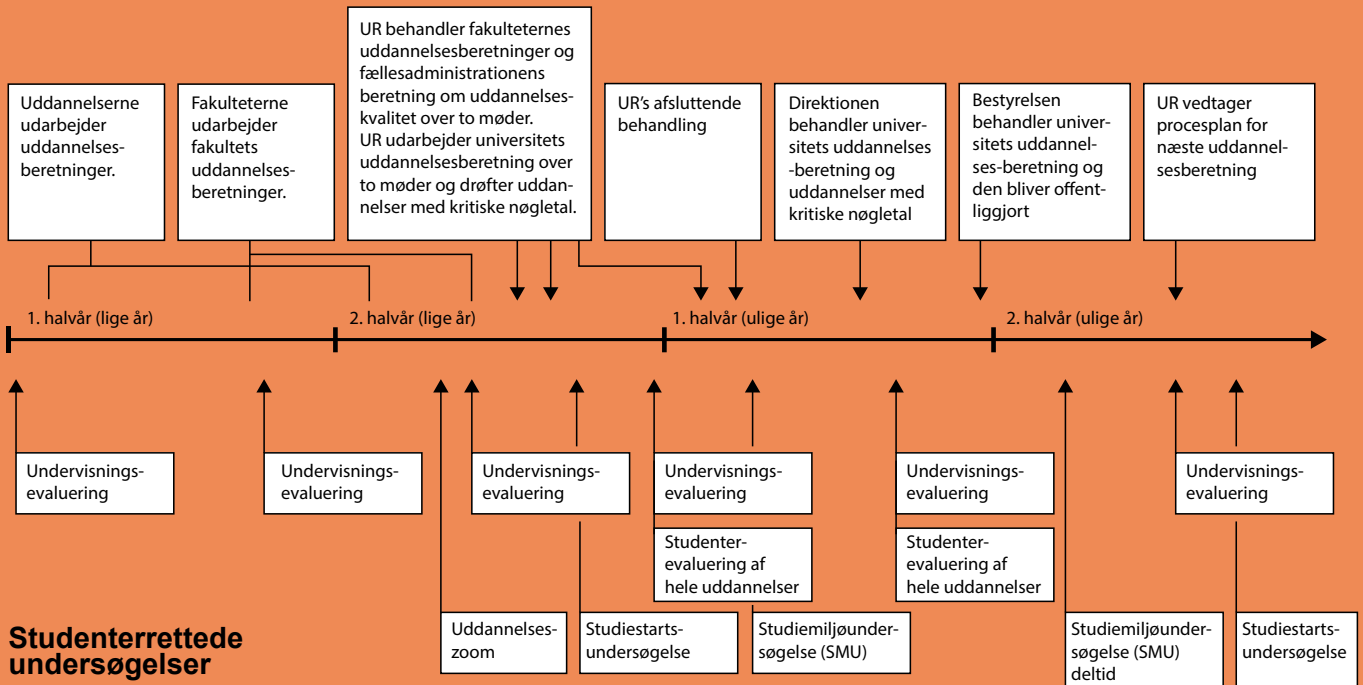 Uddannelserne
udarbejder
uddannelses-
beretninger.
Fakulteterne
udarbejder
fakultets
uddannelses-
beretninger.
UR behandler fakulteternes
uddannelsesberetninger og
fællesadministrationens
beretning om uddannelses-
kvalitet over to møder.
UR udarbejder universitets
uddannelsesberetning over
to møder og drøfter uddan-
nelser med kritiske nøgletal.
UR's afsluttende
behandling
Direktionen
behandler univer-
sitets uddannelses
-beretning og
uddannelser med
kritiske nøgletal
Bestyrelsen
behandler univer-
sitets uddannel-
ses-beretning og
den bliver offent-
liggjort
UR vedtager
procesplan for
næste uddannel-
sesberetning
1. halvår (lige år)
2. halvår (lige år)
1. halvår (ulige år)
2. halvår (ulige år)
Undervisnings-
evaluering
Undervisnings-
evaluering
Undervisnings-
evaluering
Undervisnings-
evaluering
Undervisnings-
evaluering
Undervisnings-
evaluering
Studenter-
evaluering af
hele uddannelser
Studenter-
evaluering af
hele uddannelser
Studenterrettede
undersøgelser
Uddannelses-
zoom
Studiestarts-
undersøgelse
Studiemiljøunder-
søgelse (SMU)
Studiemiljøunder-
søgelse (SMU)
deltid
Studiestarts-
undersøgelse